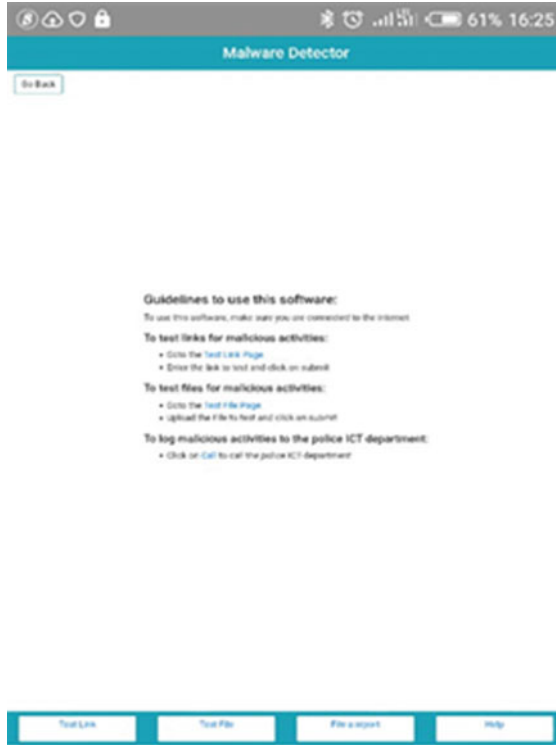 61% 16:25
Malware Detector
Go Back
Guidelines to use this software:
To use this software, make sure you are connected to the internet
To test links for malicious activities:
• Goto the Test Link Page
• Enter the link to test and click on submit
To test files for malicious activities:
• Goto the Test File Page
• Upload the File to test and click on submit
To log malicious activities to the police ICT department:
• Click on Call to call the police ICT department
Test Link Test File File a report Help